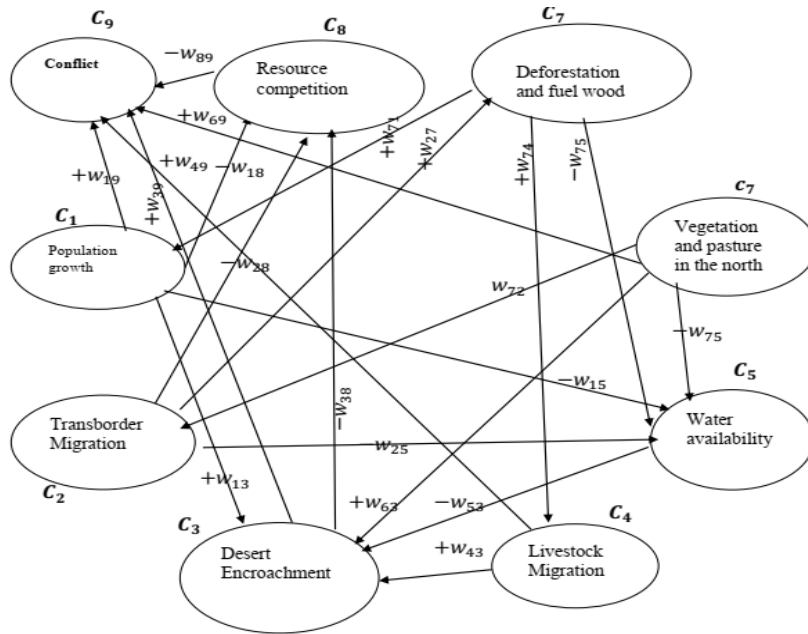 C₉
C₈
C₇
Conflict
−w₈₉
Resource
competition
Deforestation
and fuel wood
+w₆₉
+w₇₁
+w₂₇
+w₇₄
−w₇₅
+w₄₉
−w₁₈
+w₁₉
+w₃₉
C₁
Population
growth
c₇
Vegetation
and pasture
in the north
−w₂₈
w₇₂
−w₇₅
C₅
−w₁₅
−w₃₈
Water
availability
Transborder
Migration
w₂₅
C₂
+w₁₃
+w₆₃
−w₅₃
C₃
C₄
Desert
Encroachment
+w₄₃
Livestock
Migration